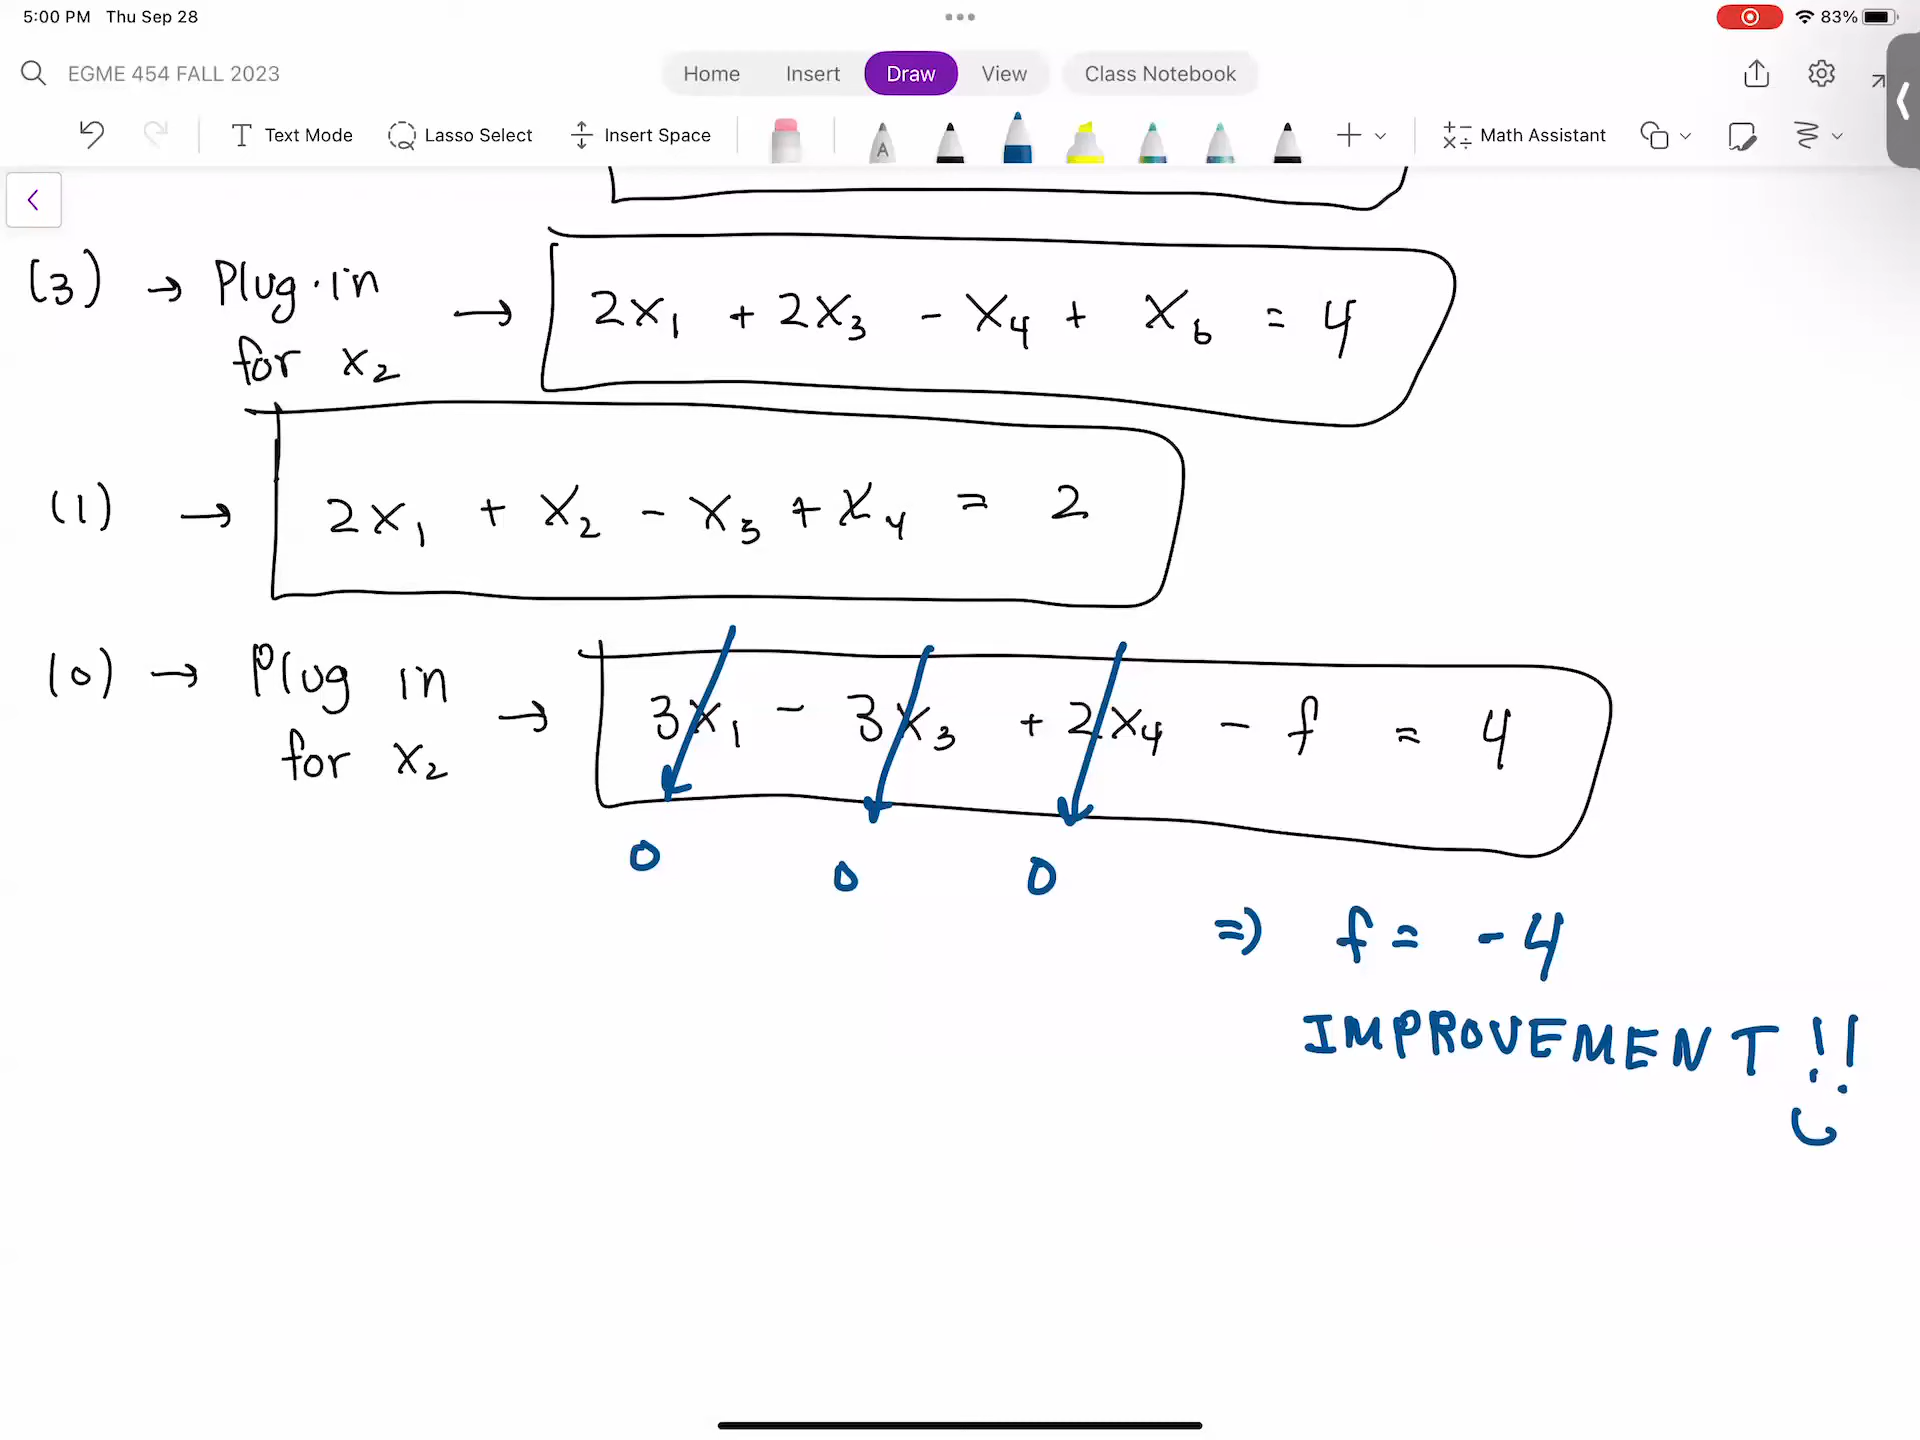 5:00 PM Thu Sep 28
83%
EGME 454 FALL 2023
Home Insert Draw View Class Notebook
Text Mode Lasso Select Insert Space A Math Assistant
(3) → Plug-in for x₂ → 2x₁ + 2x₃ - x₄ + x₆ = 4
(1) → 2x₁ + x₂ - x₃ + x₄ = 2
(0) → Plug in for x₂ → 3x₁ - 3x₃ + 2x₄ - f = 4
0 0 0
⇒ f = -4
IMPROVEMENT !!